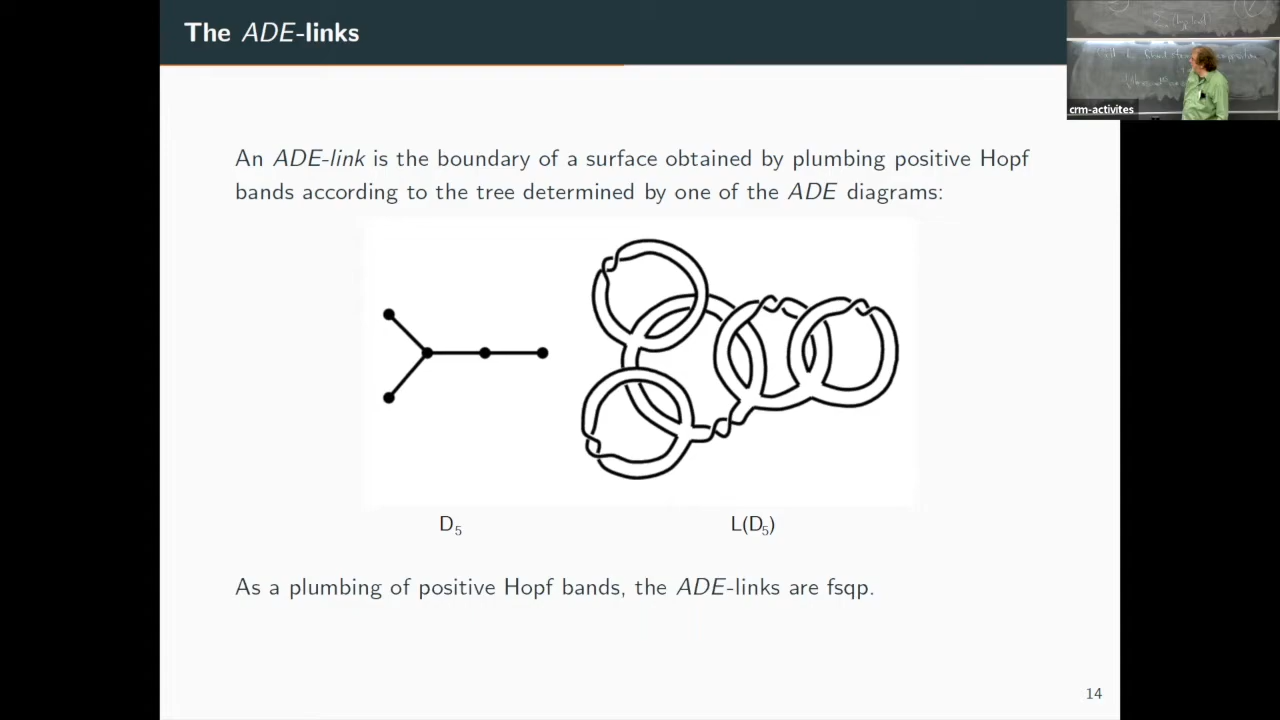 The ADE-links
crm-activites
An ADE-link is the boundary of a surface obtained by plumbing positive Hopf
bands according to the tree determined by one of the ADE diagrams:
D₅
L(D₅)
As a plumbing of positive Hopf bands, the ADE-links are fsqp.
14